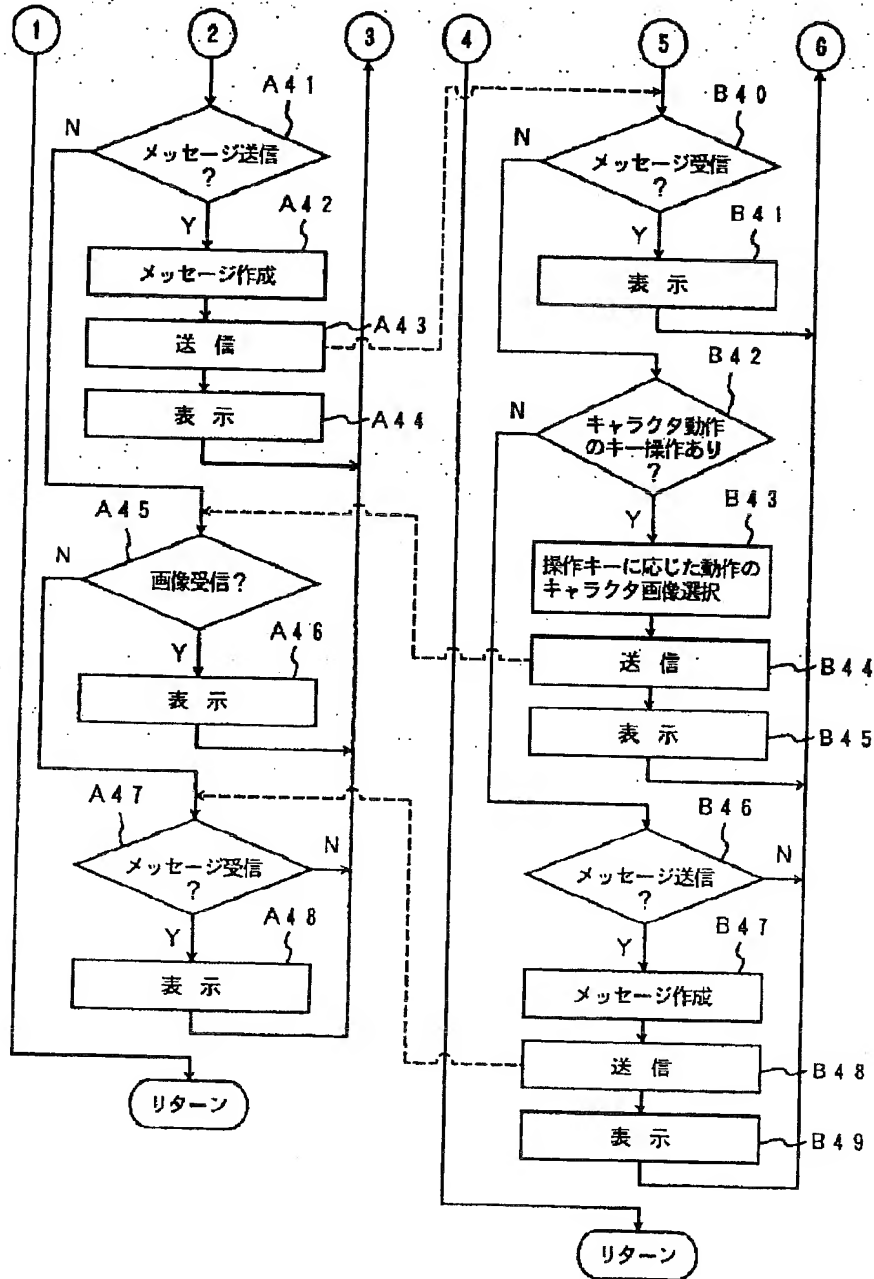 1
2
3
A41
メッセージ送信
?
N
Y
A42
メッセージ作成
A43
送信
A44
表示
A45
画像受信?
N
Y
A46
表示
A47
メッセージ受信
?
N
Y
A48
表示
リターン
4
5
6
B40
メッセージ受信
?
N
Y
B41
表示
B42
キャラクタ動作
のキー操作あり
?
N
Y
B43
操作キーに応じた動作の
キャラクタ画像選択
送信
B44
表示
B45
B46
メッセージ送信
?
N
Y
B47
メッセージ作成
送信
B48
表示
B49
リターン